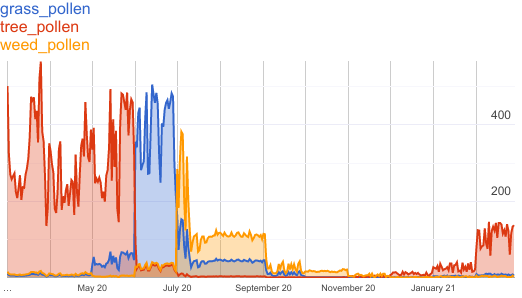 grass_pollen
tree_pollen
weed_pollen
400
200
... May 20 July 20 September 20 November 20 January 21